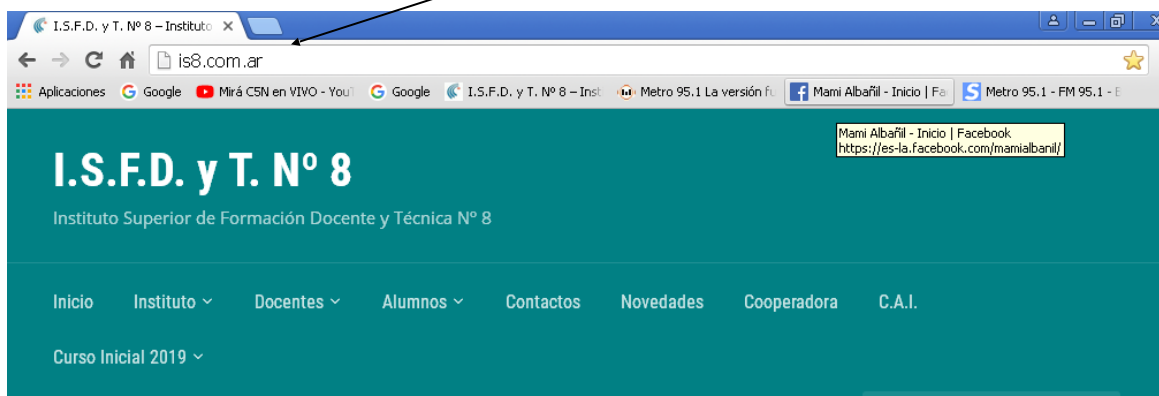 I.S.F.D. y T. Nº 8 – Instituto
is8.com.ar
Aplicaciones Google Mirá C5N en VIVO - YouT Google I.S.F.D. y T. Nº 8 – Inst Metro 95.1 La versión fu Mami Albañil - Inicio | Fa Metro 95.1 - FM 95.1 - E
Mami Albañil - Inicio | Facebook
https://es-la.facebook.com/mamialbanil/
I.S.F.D. y T. Nº 8
Instituto Superior de Formación Docente y Técnica Nº 8
Inicio Instituto Docentes Alumnos Contactos Novedades Cooperadora C.A.I.
Curso Inicial 2019